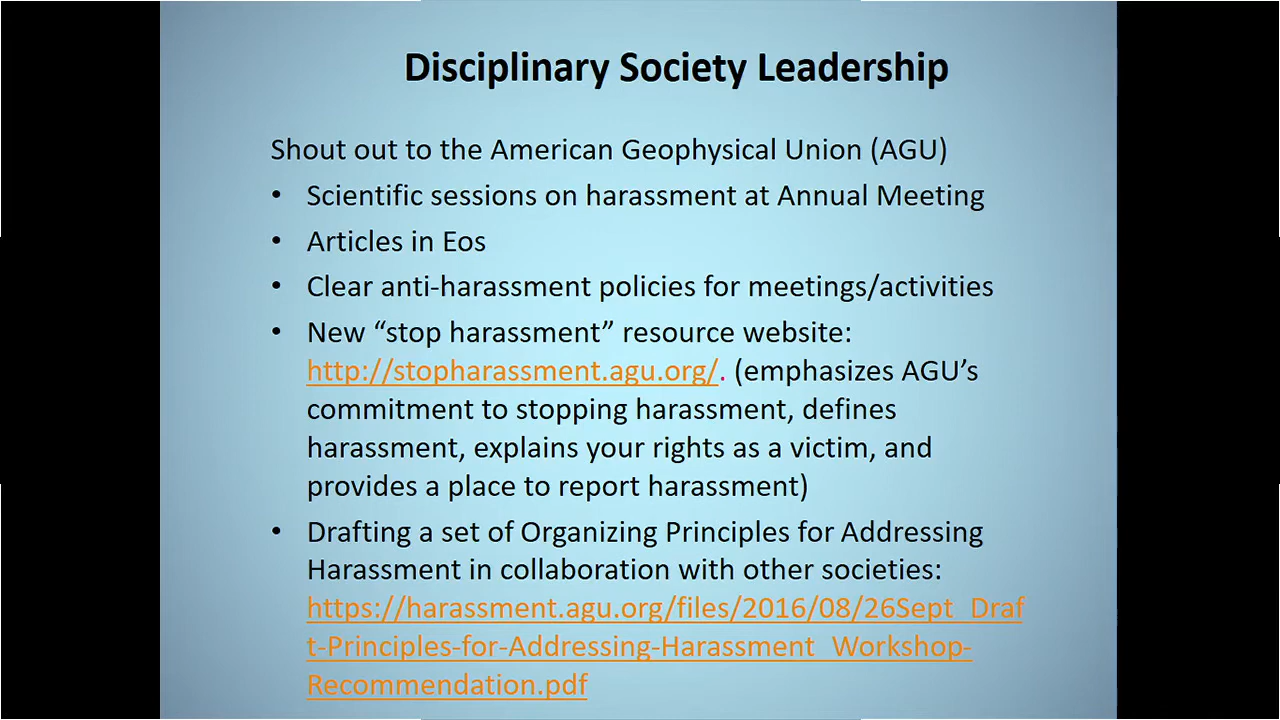 Disciplinary Society Leadership
Shout out to the American Geophysical Union (AGU)
• Scientific sessions on harassment at Annual Meeting
• Articles in Eos
• Clear anti-harassment policies for meetings/activities
• New “stop harassment” resource website:
http://stopharassment.agu.org/. (emphasizes AGU’s
commitment to stopping harassment, defines
harassment, explains your rights as a victim, and
provides a place to report harassment)
• Drafting a set of Organizing Principles for Addressing
Harassment in collaboration with other societies:
https://harassment.agu.org/files/2016/08/26Sept_Draf
t-Principles-for-Addressing-Harassment_Workshop-
Recommendation.pdf